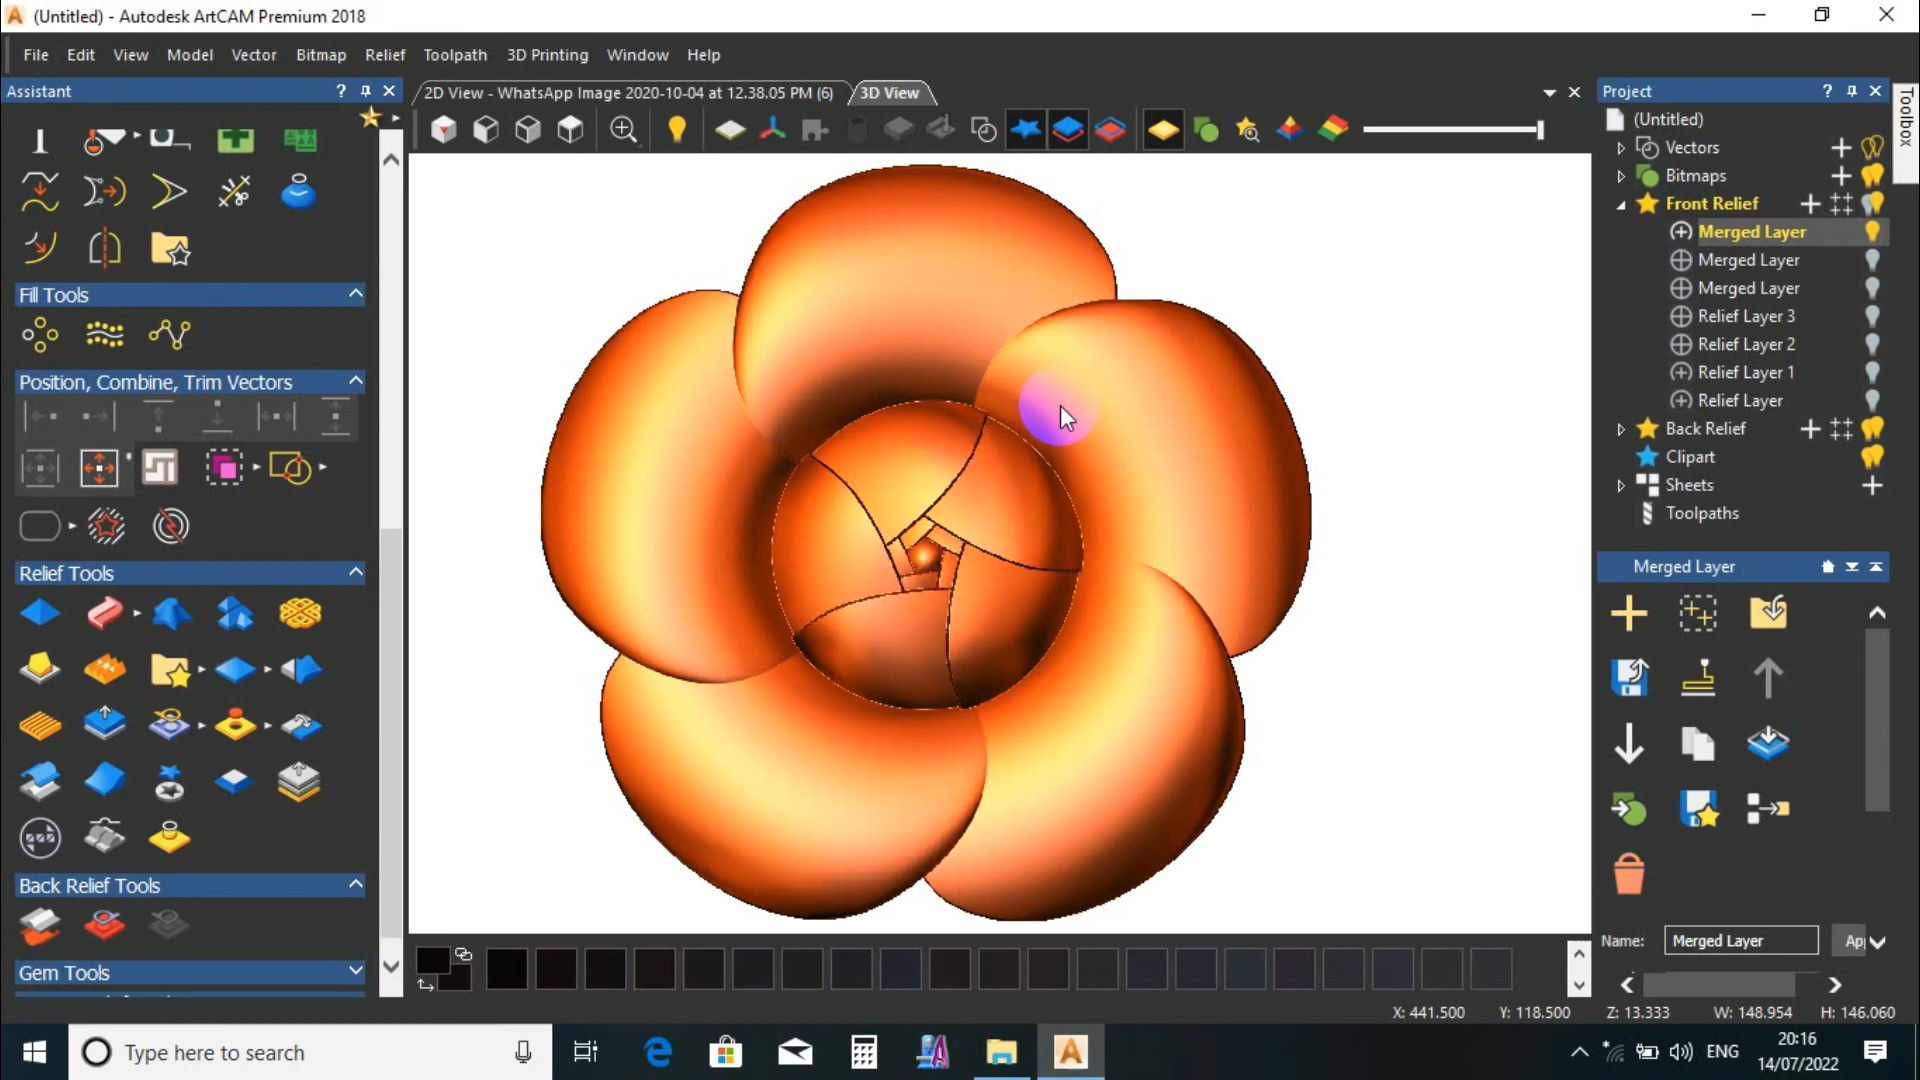 (Untitled) - Autodesk ArtCAM Premium 2018
File Edit View Model Vector Bitmap Relief Toolpath 3D Printing Window Help
Assistant
2D View - WhatsApp Image 2020-10-04 at 12.38.05 PM (6)
3D View
Project
Toolbox
(Untitled)
Vectors
Bitmaps
Front Relief
Merged Layer
Merged Layer
Merged Layer
Relief Layer 3
Relief Layer 2
Relief Layer 1
Relief Layer
Back Relief
Clipart
Sheets
Toolpaths
Fill Tools
Position, Combine, Trim Vectors
Relief Tools
Back Relief Tools
Gem Tools
Merged Layer
Name: Merged Layer
X: 441.500 Y: 118.500 Z: 13.333 W: 148.954 H: 146.060
Type here to search
ENG
20:16
14/07/2022